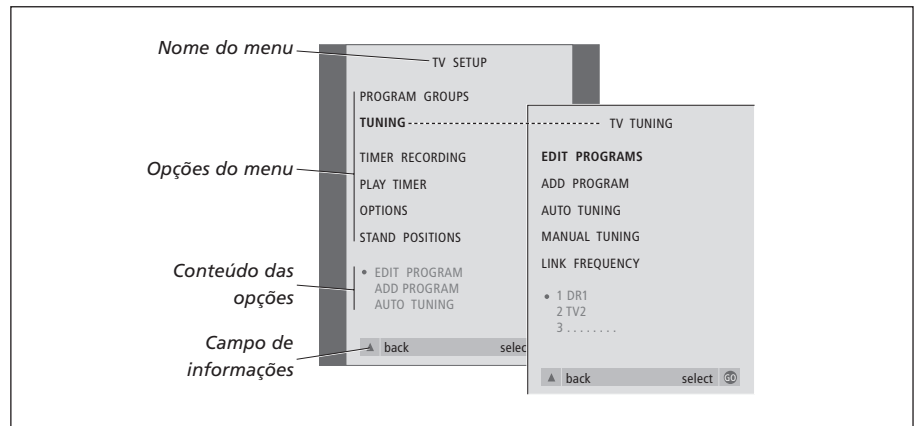 Nome do menu
TV SETUP
PROGRAM GROUPS
TUNING
TIMER RECORDING
Opções do menu
PLAY TIMER
OPTIONS
STAND POSITIONS
Conteúdo das
opções
• EDIT PROGRAM
ADD PROGRAM
AUTO TUNING
Campo de
informações
▲ back selec
TV TUNING
EDIT PROGRAMS
ADD PROGRAM
AUTO TUNING
MANUAL TUNING
LINK FREQUENCY
• 1 DR1
2 TV2
3 . . . . . . . .
▲ back select GO